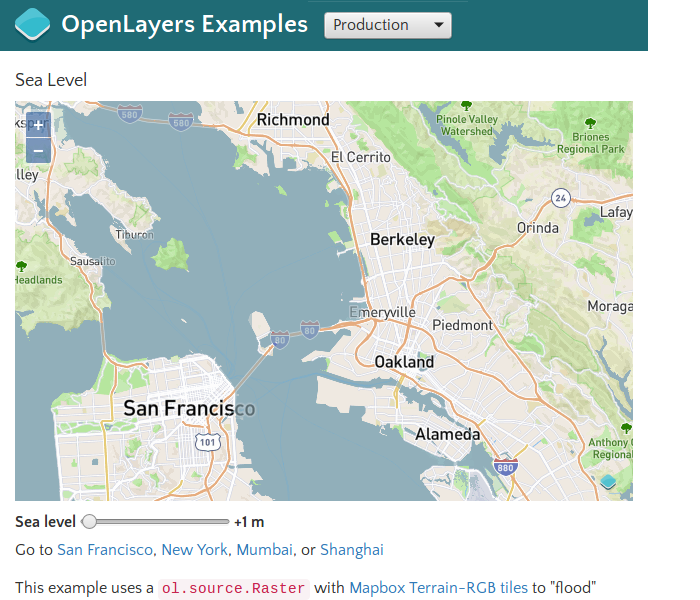 OpenLayers Examples
Production
Sea Level
580
580
Richmond
Pinole Valley
Watershed
+
Briones
Regional Park
El Cerrito
−
lley
24
Lafay
Tiburon
Berkeley
Orinda
Sausalito
Headlands
Emeryville
Moraga
80
80
Piedmont
Oakland
San Francisco
Alameda
101
Anthony C
Regional
880
Sea level
+1 m
Go to San Francisco, New York, Mumbai, or Shanghai
This example uses a ol.source.Raster with Mapbox Terrain-RGB tiles to "flood"